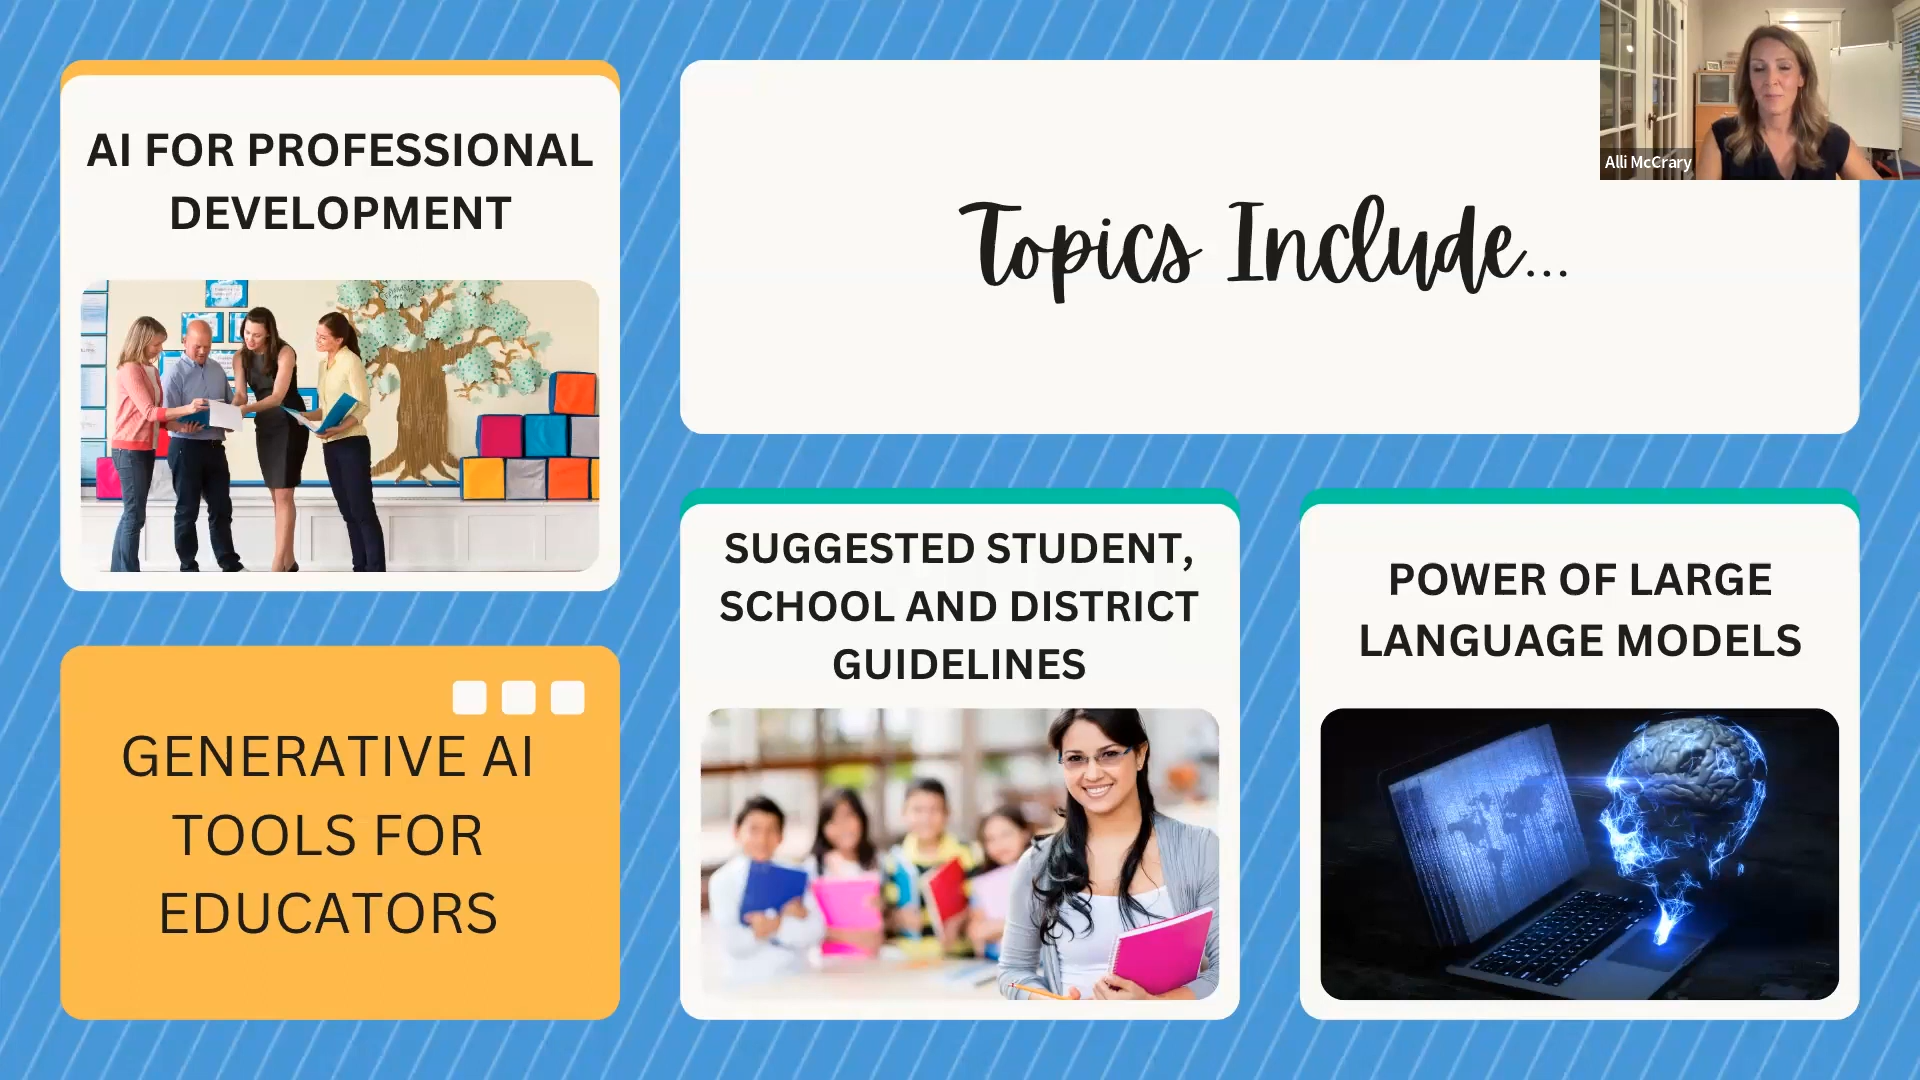 AI FOR PROFESSIONAL
DEVELOPMENT
Topics Include...
Alli McCrary
SUGGESTED STUDENT,
SCHOOL AND DISTRICT
GUIDELINES
POWER OF LARGE
LANGUAGE MODELS
GENERATIVE AI
TOOLS FOR
EDUCATORS